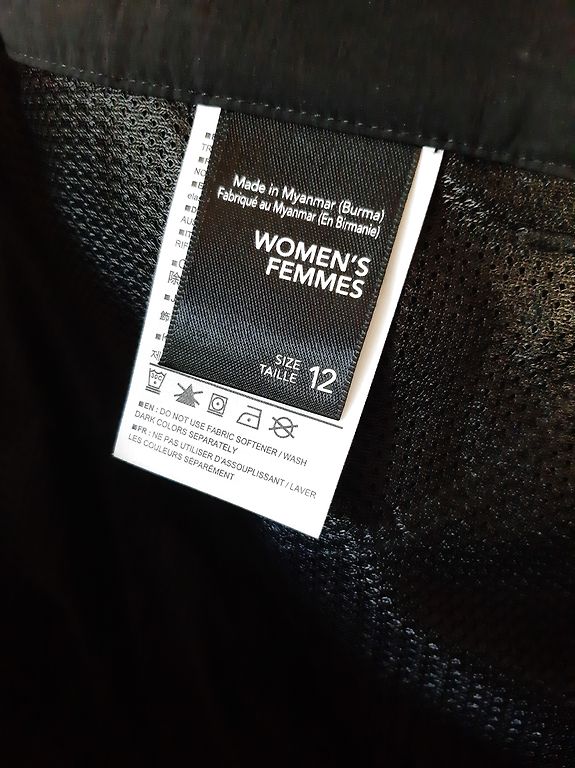 Made in Myanmar (Burma)
Fabriqué au Myanmar (En Birmanie)
WOMEN'S
FEMMES
SIZE
TAILLE
12
■EN : DO NOT USE FABRIC SOFTENER / WASH
DARK COLORS SEPARATELY
■FR : NE PAS UTILISER D'ASSOUPLISSANT / LAVER
LES COULEURS SÉPARÉMENT